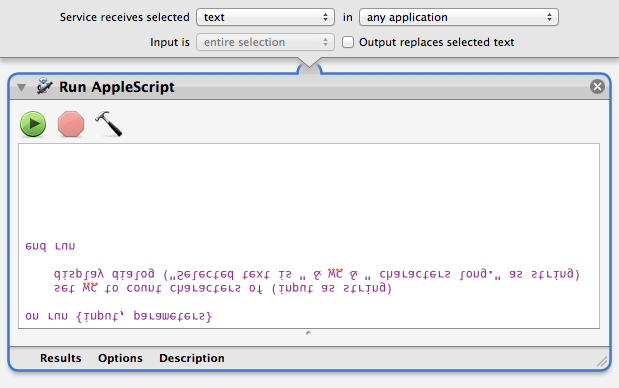 Service receives selected text in any application
Input is entire selection Output replaces selected text
Run AppleScript
on run {input, parameters}
set wc to count characters of (input as string)
display dialog ("Selected text is " & wc & " characters long." as string)
end run
Results Options Description